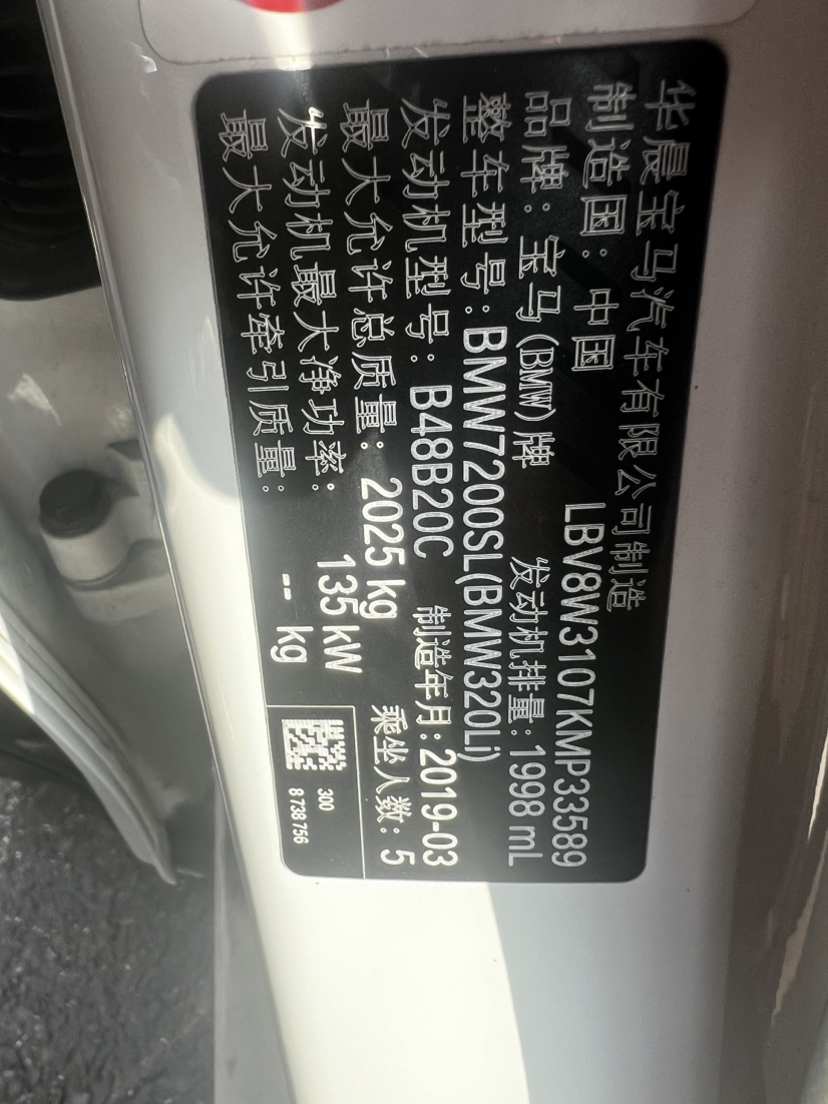 华晨宝马汽车有限公司制造
制造国：中国 LBV8W3107KMP33589
品牌：宝马(BMW)牌 发动机排量：1998 mL
整车型号：BMW7200SL(BMW320Li)
发动机型号：B48B20C 制造年月：2019-03
最大允许总质量：2025 kg 乘坐人数：5
发动机最大净功率：135 kW
最大允许牵引质量：-- kg
300
8 738 756